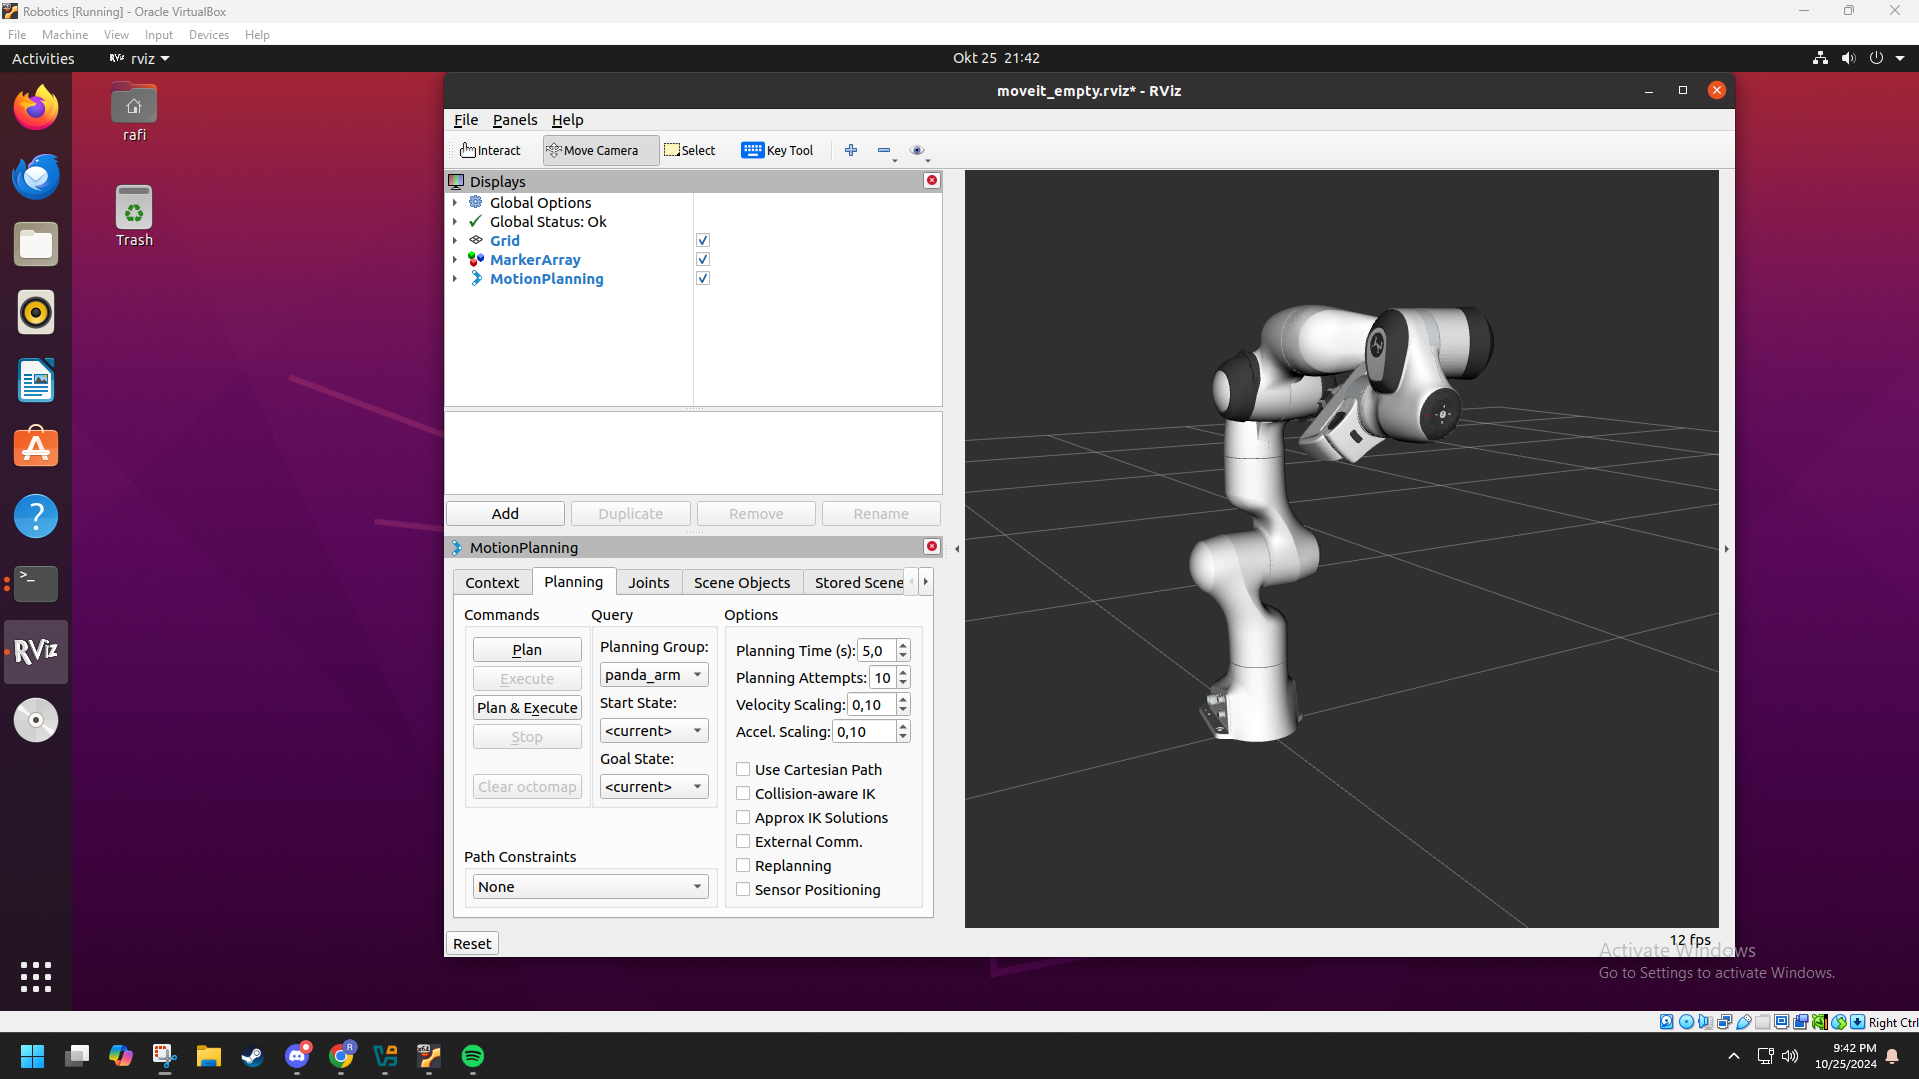 Robotics [Running] - Oracle VirtualBox
File Machine View Input Devices Help
Activities RViz rviz Okt 25 21:42
rafi
Trash
moveit_empty.rviz* - RViz
File Panels Help
Interact Move Camera Select Key Tool
Displays
Global Options
Global Status: Ok
Grid
MarkerArray
MotionPlanning
Add Duplicate Remove Rename
MotionPlanning
Context Planning Joints Scene Objects Stored Scene
Commands Query Options
Plan
Execute
Plan & Execute
Stop
Clear octomap
Planning Group:
panda_arm
Start State:
<current>
Goal State:
<current>
Planning Time (s): 5,0
Planning Attempts: 10
Velocity Scaling: 0,10
Accel. Scaling: 0,10
Use Cartesian Path
Collision-aware IK
Approx IK Solutions
External Comm.
Replanning
Sensor Positioning
Path Constraints
None
Reset
12 fps
RViz
Activate Windows
Go to Settings to activate Windows.
Right Ctrl
9:42 PM
10/25/2024